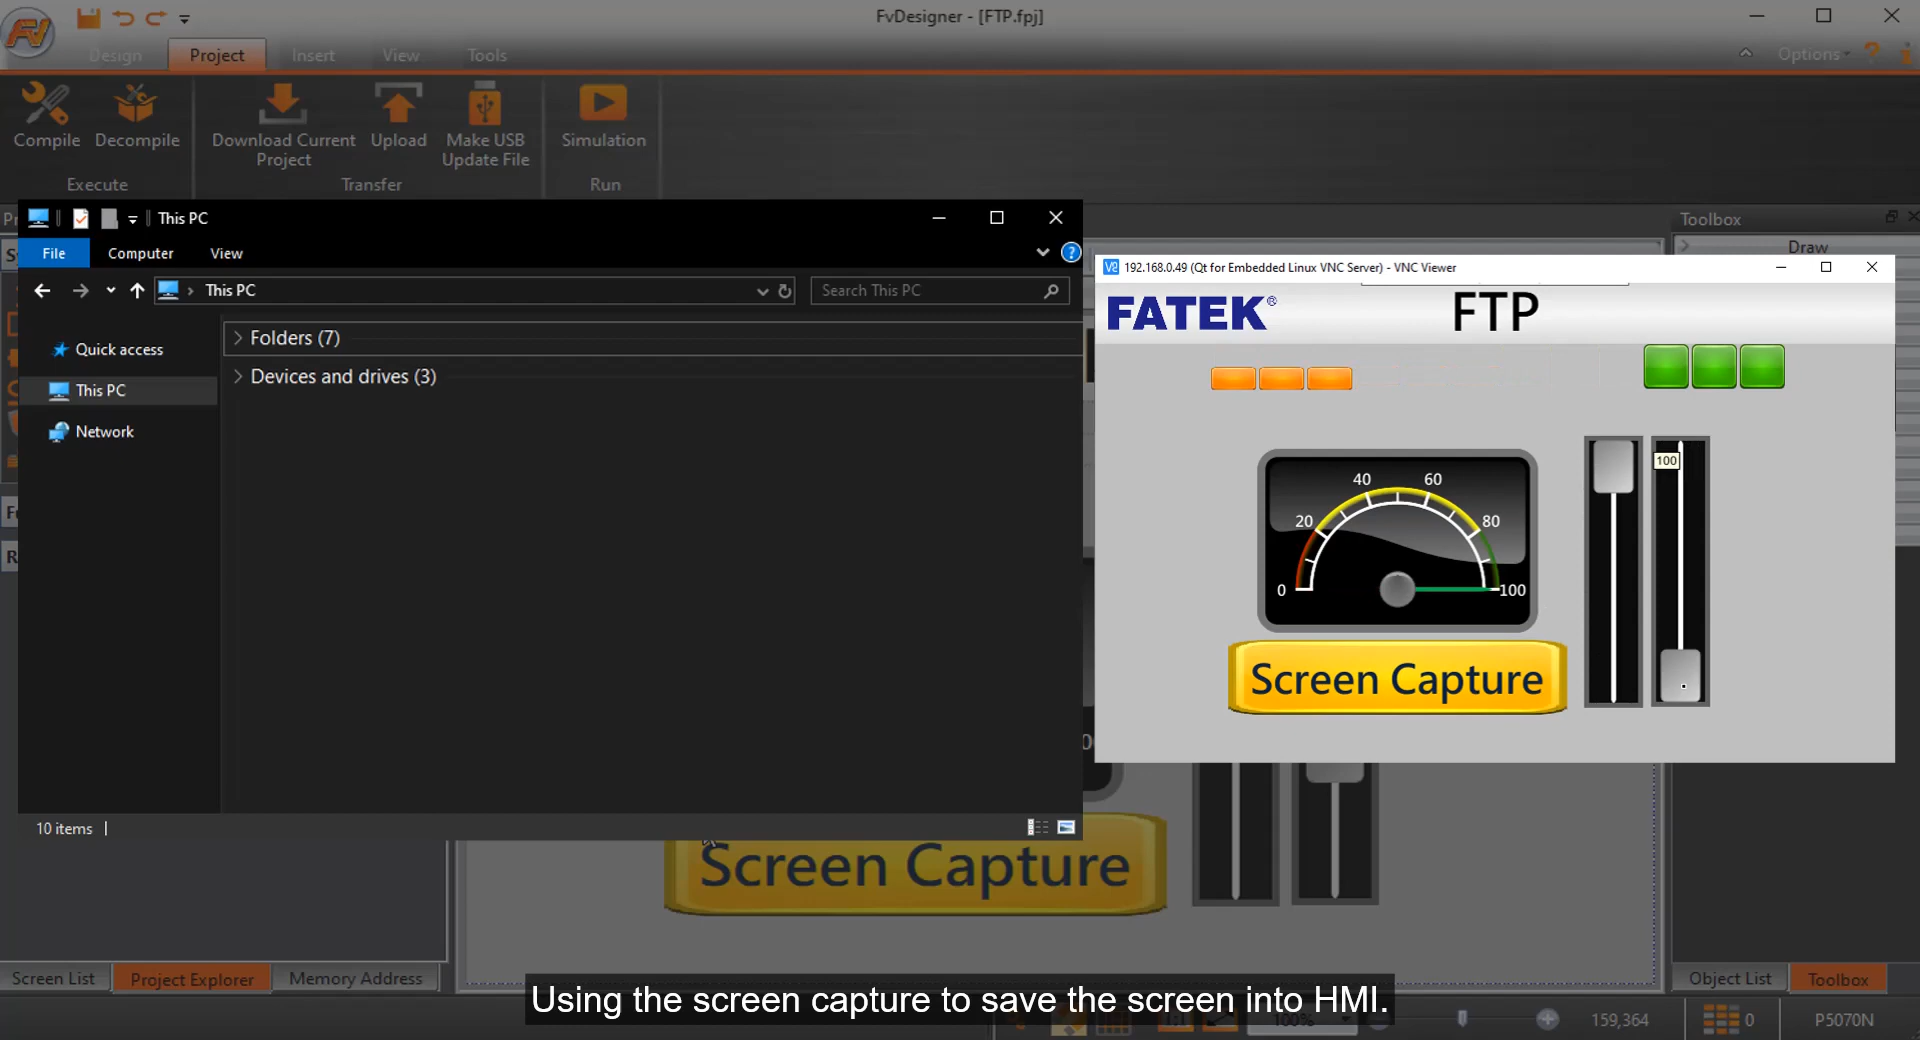 FvDesigner - [FTP.fpj]
Design
Project
Insert
View
Tools
Options
Compile
Decompile
Download Current
Project
Upload
Make USB
Update File
Simulation
Execute
Transfer
Run
This PC
File
Computer
View
This PC
Search This PC
Quick access
This PC
Network
Folders (7)
Devices and drives (3)
10 items
Toolbox
Draw
192.168.0.49 (Qt for Embedded Linux VNC Server) - VNC Viewer
FATEK®
FTP
0
20
40
60
80
100
100
Screen Capture
Screen Capture
Screen List
Project Explorer
Memory Address
Object List
Toolbox
Using the screen capture to save the screen into HMI.
100%
159,364
0
P5070N